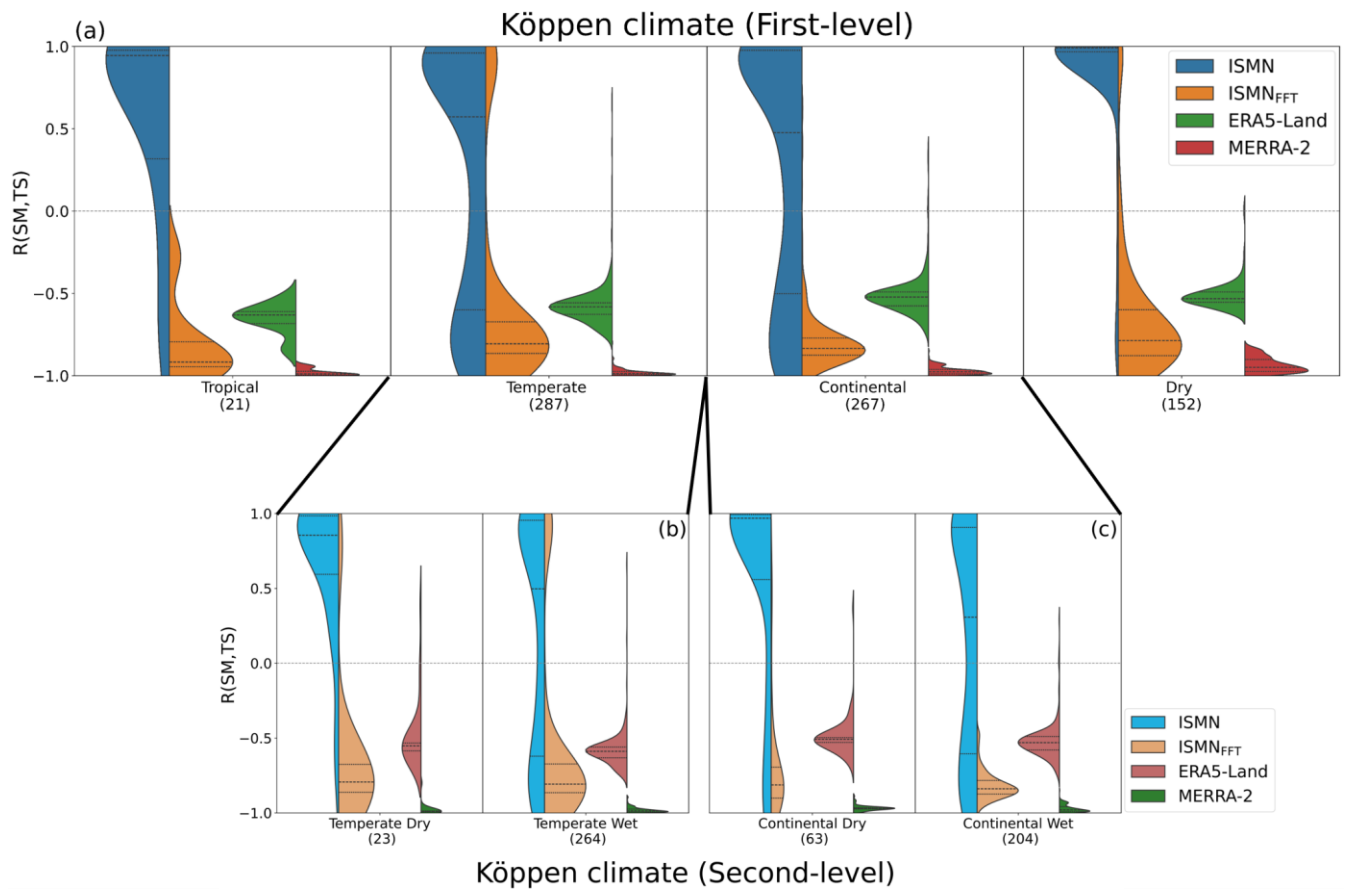 Köppen climate (First-level)
(a)
1.0
0.5
0.0
−0.5
−1.0
R(SM,TS)
ISMN
ISMN_FFT
ERA5-Land
MERRA-2
Tropical
(21)
Temperate
(287)
Continental
(267)
Dry
(152)
(b)
(c)
1.0
0.5
0.0
−0.5
−1.0
R(SM,TS)
ISMN
ISMN_FFT
ERA5-Land
MERRA-2
Temperate Dry
(23)
Temperate Wet
(264)
Continental Dry
(63)
Continental Wet
(204)
Köppen climate (Second-level)